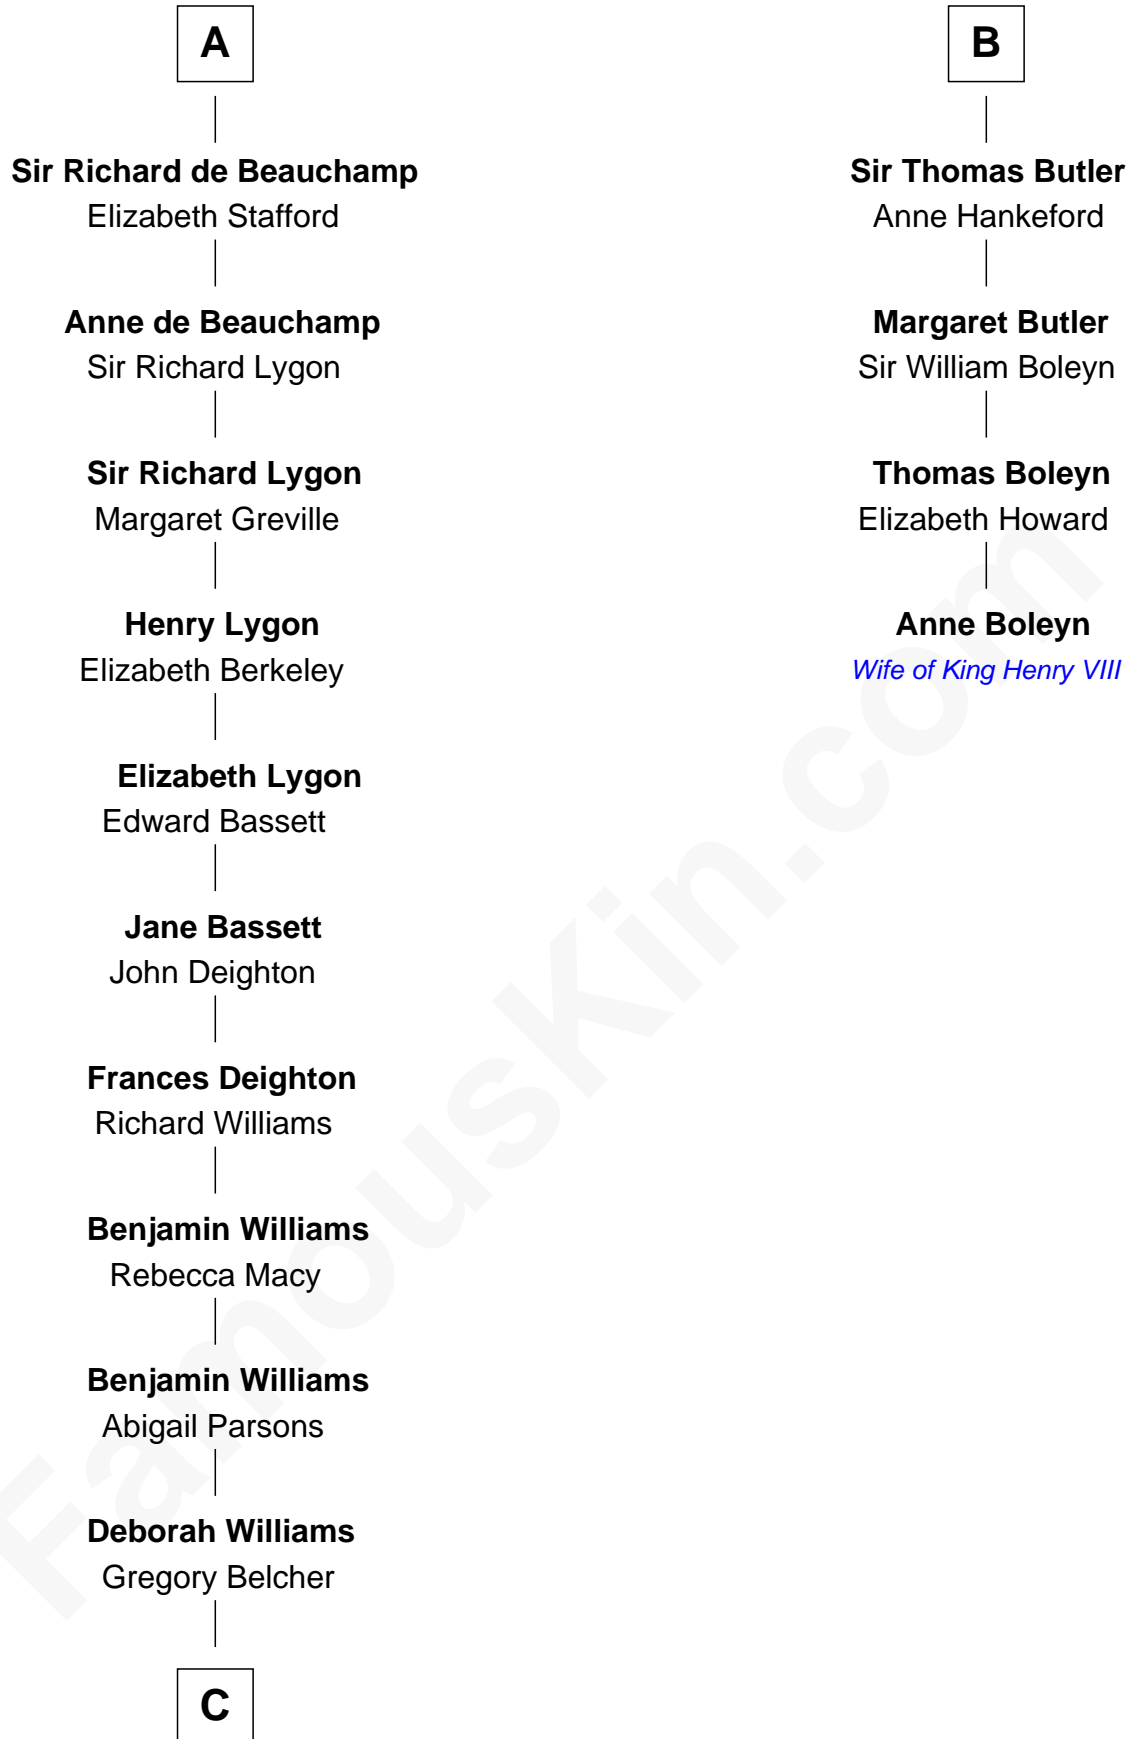 A
Sir Richard de Beauchamp
Elizabeth Stafford
Anne de Beauchamp
Sir Richard Lygon
Sir Richard Lygon
Margaret Greville
Henry Lygon
Elizabeth Berkeley
Elizabeth Lygon
Edward Bassett
Jane Bassett
John Deighton
Frances Deighton
Richard Williams
Benjamin Williams
Rebecca Macy
Benjamin Williams
Abigail Parsons
Deborah Williams
Gregory Belcher
C
B
Sir Thomas Butler
Anne Hankeford
Margaret Butler
Sir William Boleyn
Thomas Boleyn
Elizabeth Howard
Anne Boleyn
Wife of King Henry VIII
FamousKin.com